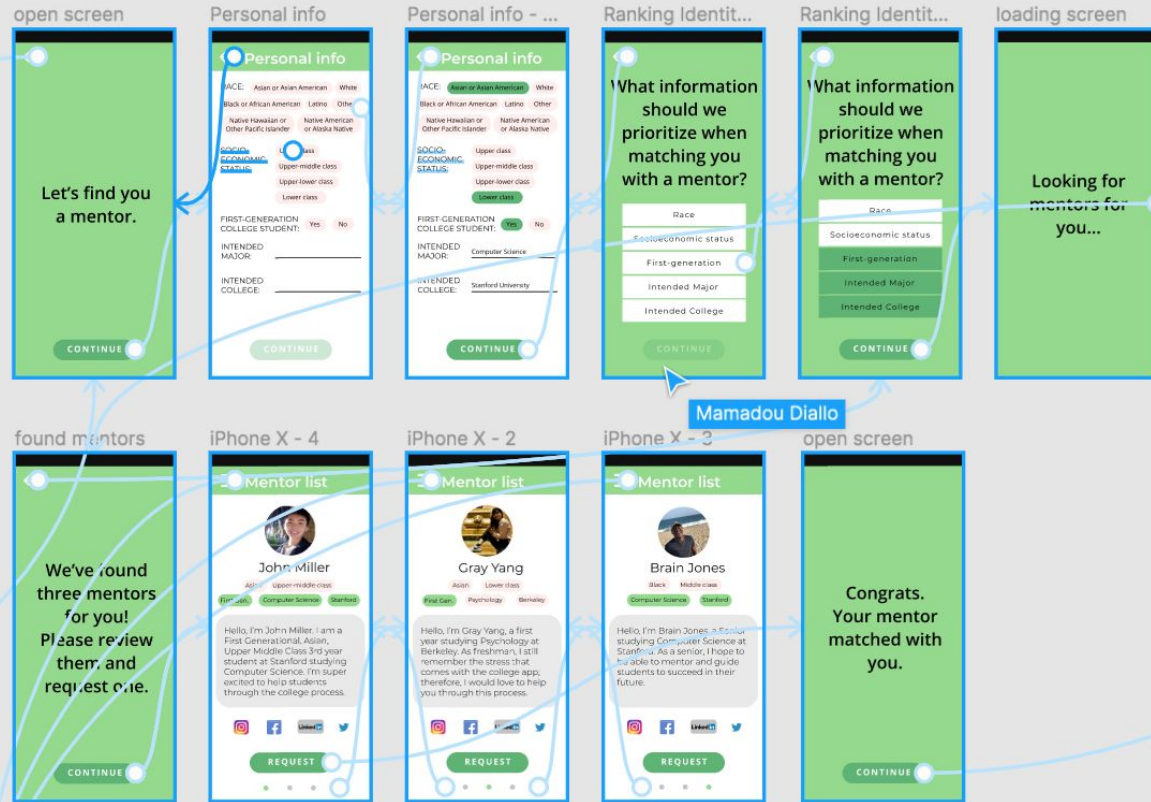 open screen
Personal info
Personal info - ...
Ranking Identit...
Ranking Identit...
loading screen
Let's find you
a mentor.
CONTINUE
Personal info
RACE:
Asian or Asian American
White
Black or African American
Latino
Other
Native Hawaiian or
Other Pacific Islander
Native American
or Alaska Native
SOCIO-
ECONOMIC
STATUS:
Upper class
Upper-middle class
Upper-lower class
Lower class
FIRST-GENERATION
COLLEGE STUDENT:
Yes
No
INTENDED
MAJOR:
INTENDED
COLLEGE:
CONTINUE
Personal info
RACE:
Asian or Asian American
White
Black or African American
Latino
Other
Native Hawaiian or
Other Pacific Islander
Native American
or Alaska Native
SOCIO-
ECONOMIC
STATUS:
Upper class
Upper-middle class
Upper-lower class
Lower class
FIRST-GENERATION
COLLEGE STUDENT:
Yes
No
INTENDED
MAJOR:
Computer Science
INTENDED
COLLEGE:
Stanford University
CONTINUE
What information
should we
prioritize when
matching you
with a mentor?
Race
Socioeconomic status
First-generation
Intended Major
Intended College
CONTINUE
What information
should we
prioritize when
matching you
with a mentor?
Race
Socioeconomic status
First-generation
Intended Major
Intended College
CONTINUE
Looking for
mentors for
you...
Mamadou Diallo
found mentors
iPhone X - 4
iPhone X - 2
iPhone X - 3
open screen
We've found
three mentors
for you!
Please review
them and
request one.
CONTINUE
Mentor list
John Miller
Asian
Upper-middle class
First Gen.
Computer Science
Stanford
Hello, I'm John Miller. I am a
First Generational, Asian,
Upper Middle Class 3rd year
student at Stanford studying
Computer Science. I'm super
excited to help students
through the college process.
LinkedIn
REQUEST
Mentor list
Gray Yang
Asian
Lower class
First Gen.
Psychology
Berkeley
Hello, I'm Gray Yang, a first
year studying Psychology at
Berkeley. As freshman, I still
remember the stress that
comes with the college app;
therefore, I would love to help
you through this process.
LinkedIn
REQUEST
Mentor list
Brain Jones
Black
Middle class
Computer Science
Stanford
Hello, I'm Brain Jones, a Senior
studying Computer Science at
Stanford. As a senior, I hope to
be able to mentor and guide
students to succeed in their
future.
LinkedIn
REQUEST
Congrats.
Your mentor
matched with
you.
CONTINUE